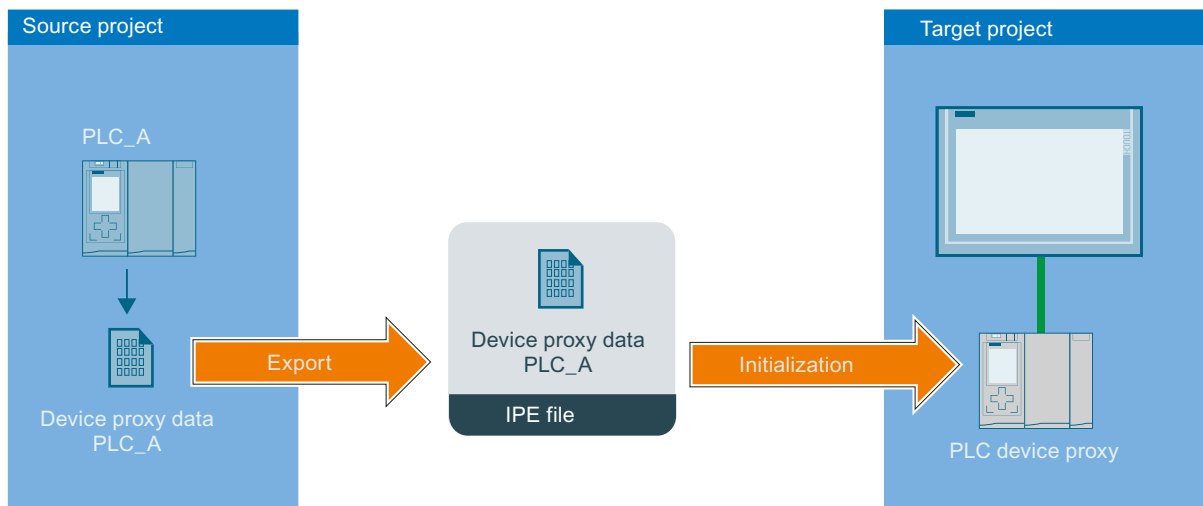 Source project
PLC_A
Device proxy data
PLC_A
Export
Device proxy data
PLC_A
IPE file
Initialization
Target project
TOUCH
PLC device proxy